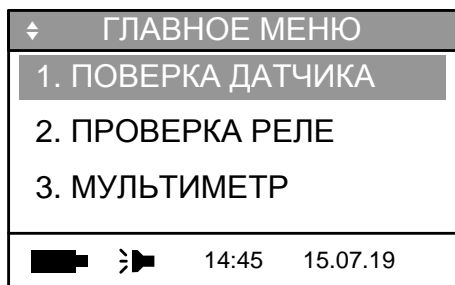 ГЛАВНОЕ МЕНЮ
1. ПОВЕРКА ДАТЧИКА
2. ПРОВЕРКА РЕЛЕ
3. МУЛЬТИМЕТР
14:45 15.07.19